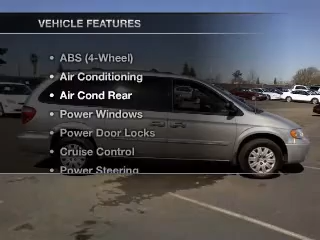 VEHICLE FEATURES
• ABS (4-Wheel)
• Air Conditioning
• Air Cond Rear
• Power Windows
• Power Door Locks
• Cruise Control
• Power Steering